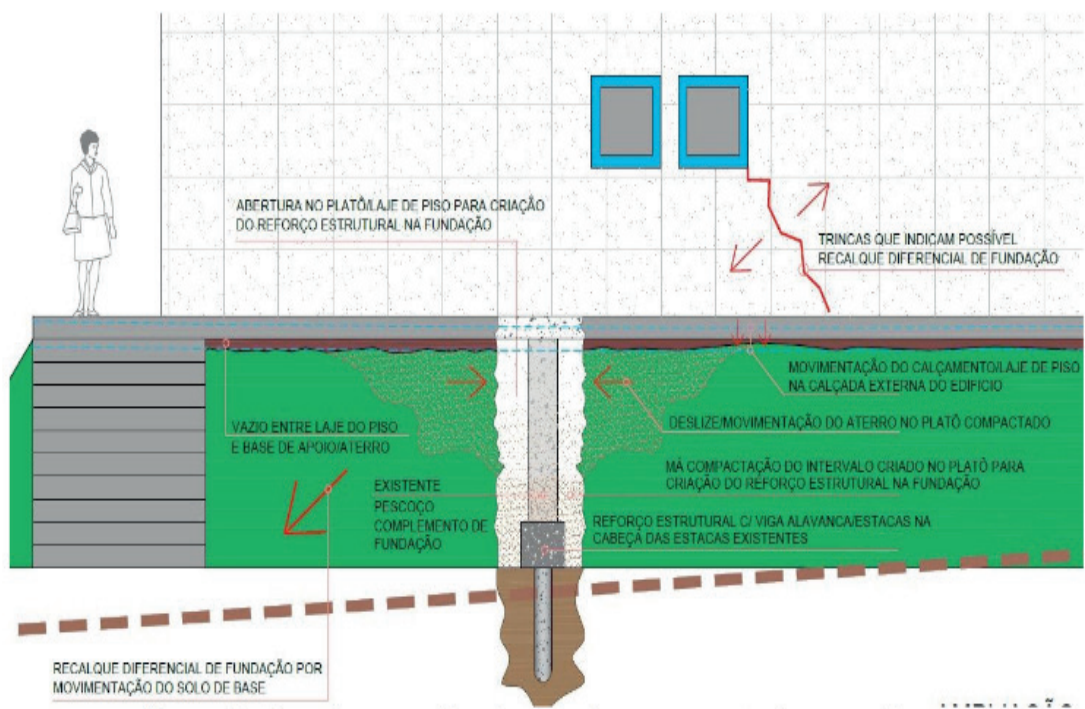 ABERTURA NO PLATÔ/LAJE DE PISO PARA CRIAÇÃO
DO REFORÇO ESTRUTURAL NA FUNDAÇÃO
TRINCAS QUE INDICAM POSSÍVEL
RECALQUE DIFERENCIAL DE FUNDAÇÃO
MOVIMENTAÇÃO DO CALÇAMENTO/LAJE DE PISO
NA CALÇADA EXTERNA DO EDIFICIO
VAZIO ENTRE LAJE DO PISO
E BASE DE APOIO/ATERRO
DESLIZE/MOVIMENTAÇÃO DO ATERRO NO PLATÔ COMPACTADO
EXISTENTE
PESCOÇO
COMPLEMENTO DE
FUNDAÇÃO
MÁ COMPACTAÇÃO DO INTERVALO CRIADO NO PLATÔ PARA
CRIAÇÃO DO REFORÇO ESTRUTURAL NA FUNDAÇÃO
REFORÇO ESTRUTURAL C/ VIGA ALAVANCA/ESTACAS NA
CABEÇA DAS ESTACAS EXISTENTES
RECALQUE DIFERENCIAL DE FUNDAÇÃO POR
MOVIMENTAÇÃO DO SOLO DE BASE